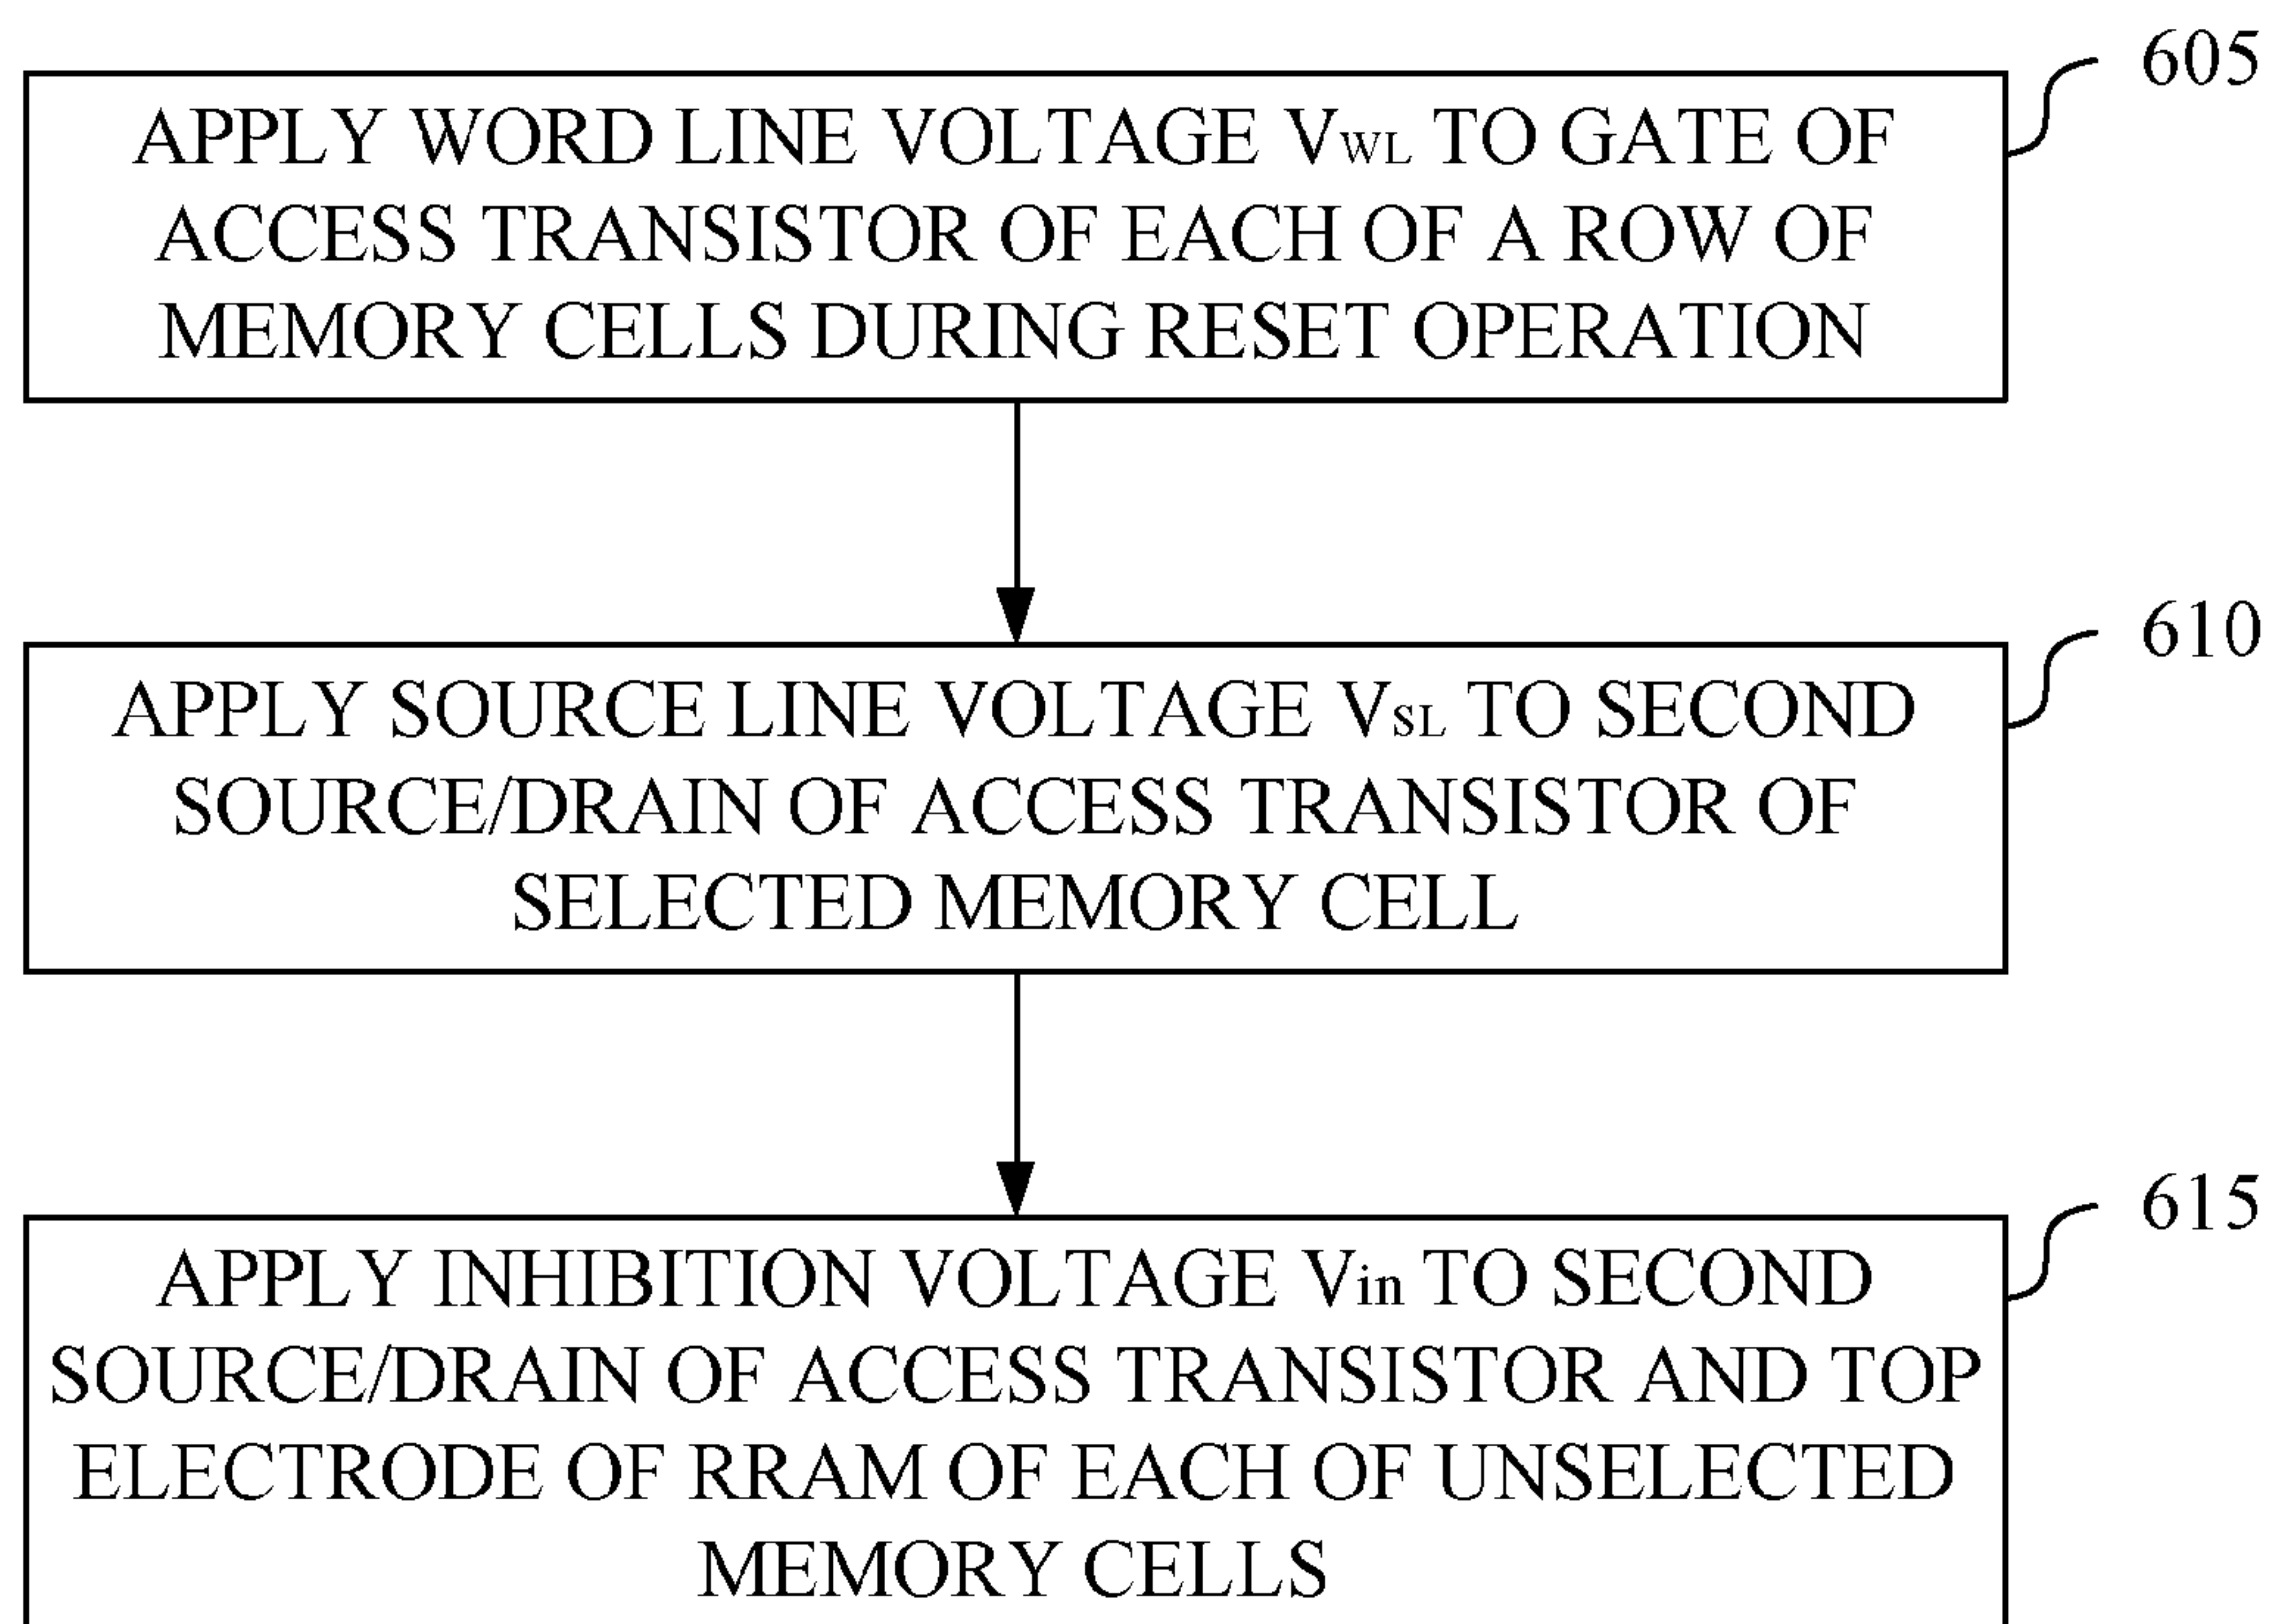 605
APPLY WORD LINE VOLTAGE VWL TO GATE OF
ACCESS TRANSISTOR OF EACH OF A ROW OF
MEMORY CELLS DURING RESET OPERATION
610
APPLY SOURCE LINE VOLTAGE VSL TO SECOND
SOURCE/DRAIN OF ACCESS TRANSISTOR OF
SELECTED MEMORY CELL
615
APPLY INHIBITION VOLTAGE Vin TO SECOND
SOURCE/DRAIN OF ACCESS TRANSISTOR AND TOP
ELECTRODE OF RRAM OF EACH OF UNSELECTED
MEMORY CELLS